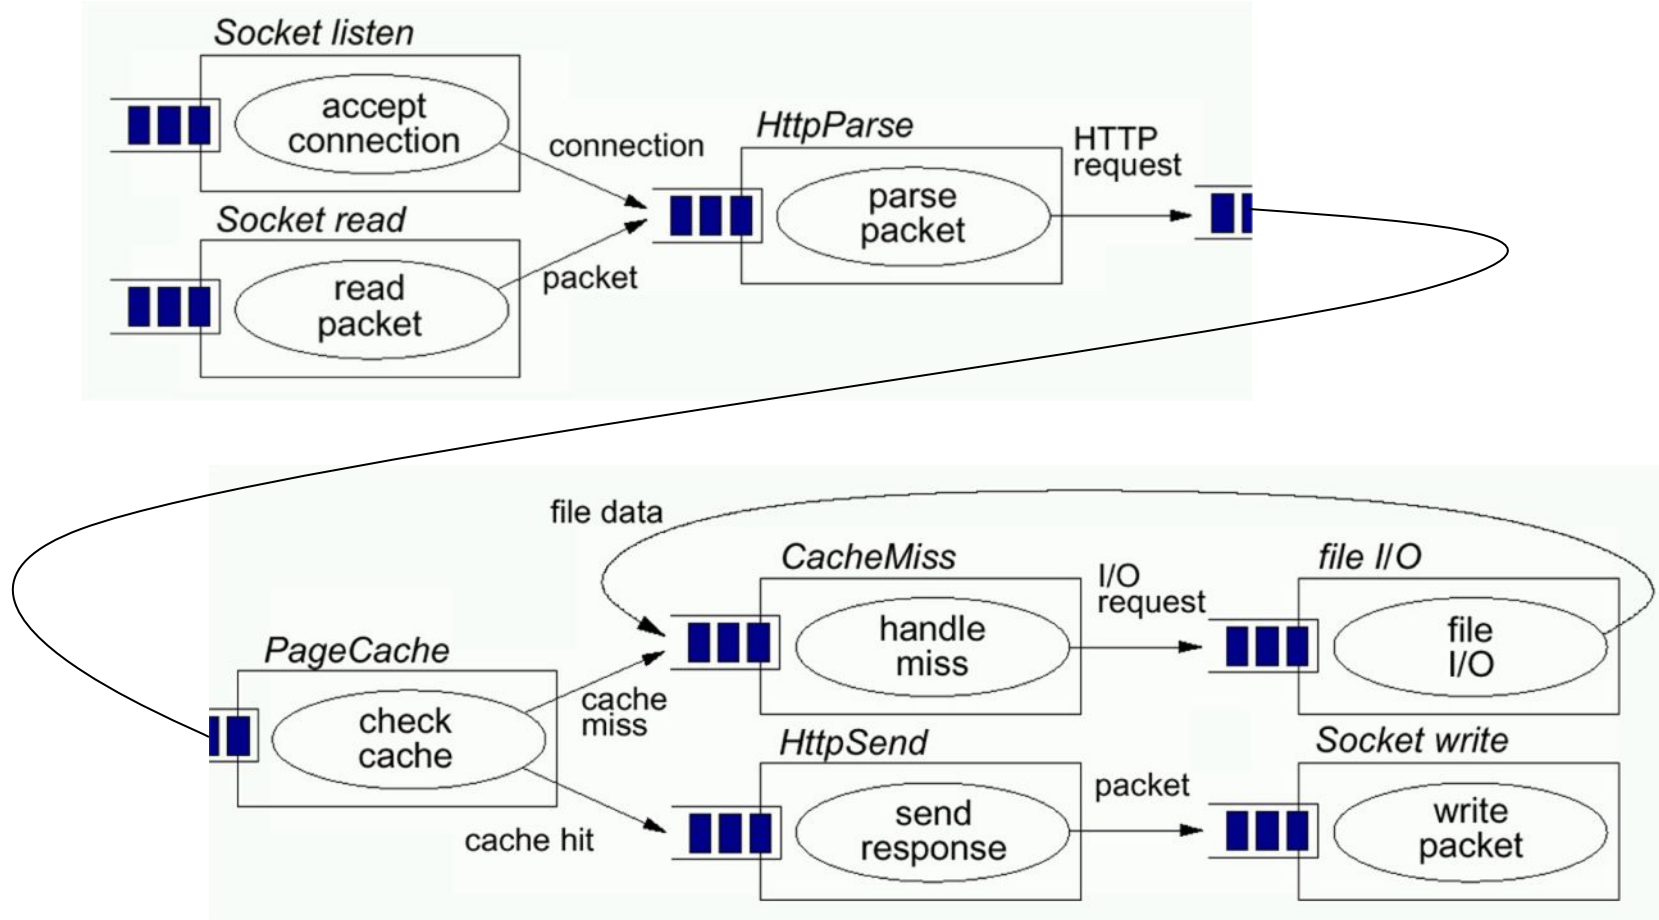 Socket listen
accept
connection
connection
HttpParse
HTTP
request
parse
packet
Socket read
read
packet
packet
file data
CacheMiss
I/O
request
file I/O
handle
miss
file
I/O
PageCache
check
cache
cache
miss
cache hit
HttpSend
send
response
packet
Socket write
write
packet